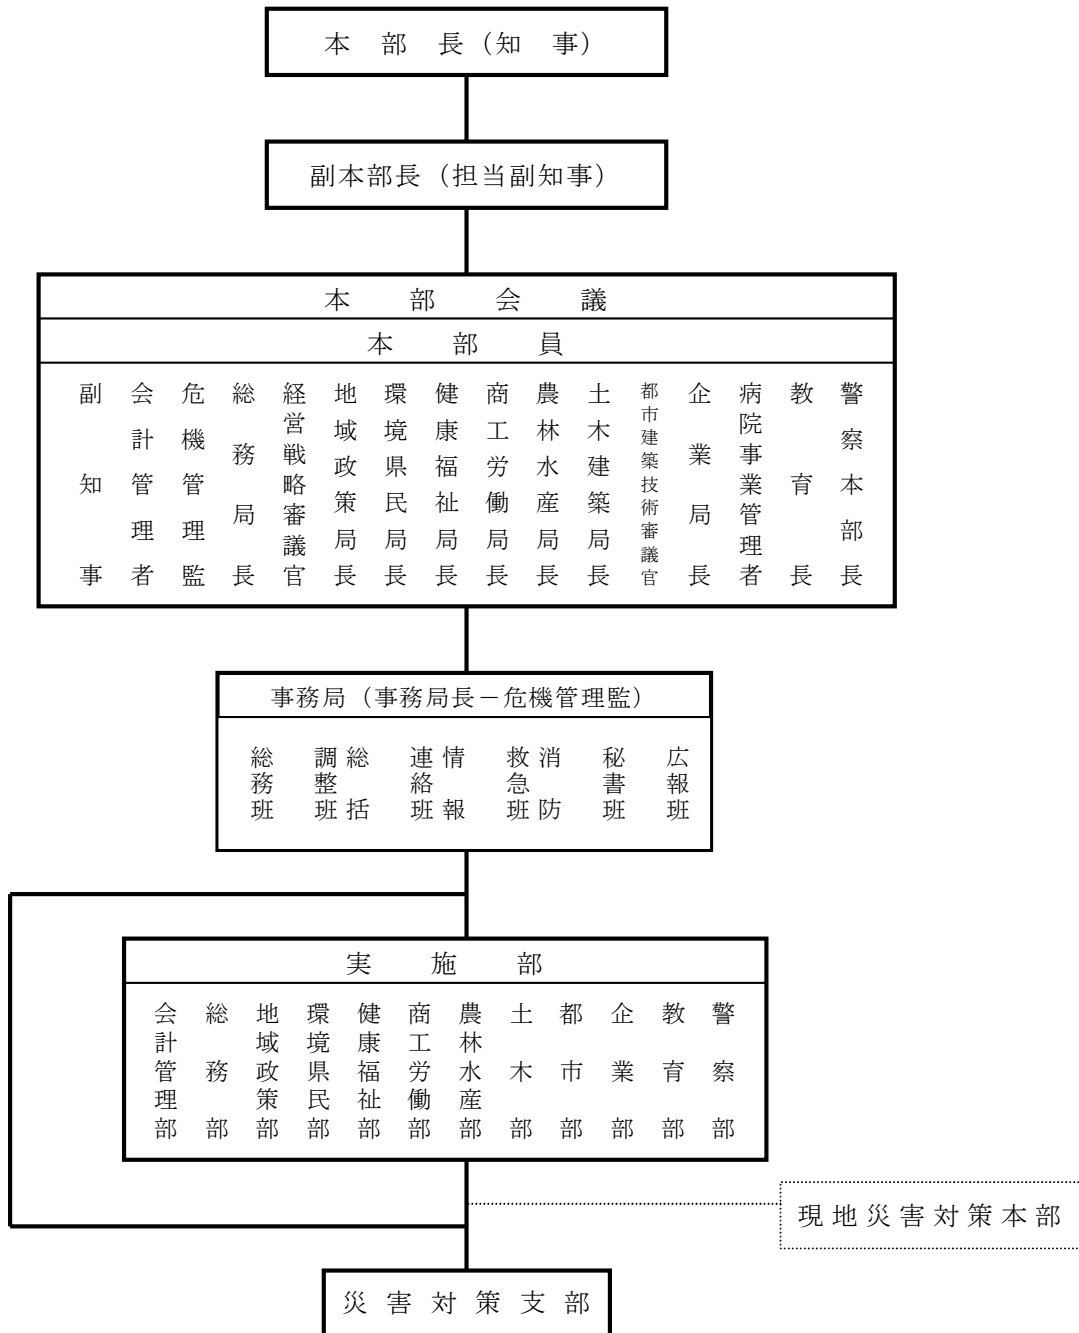 本部長（知事）
副本部長（担当副知事）
本部会議
本部員
副知事
会計管理者
危機管理監
総務局長
経営戦略審議官
地域政策局長
環境県民局長
健康福祉局長
商工労働局長
農林水産局長
土木建築局長
都市建築技術審議官
企業局長
病院事業管理者
教育長
警察本部長
事務局（事務局長－危機管理監）
総務班
総括
調整班
情報
連絡班
消防
救急班
秘書班
広報班
実施部
会計管理部
総務部
地域政策部
環境県民部
健康福祉部
商工労働部
農林水産部
土木部
都市部
企業部
教育部
警察部
現地災害対策本部
災害対策支部